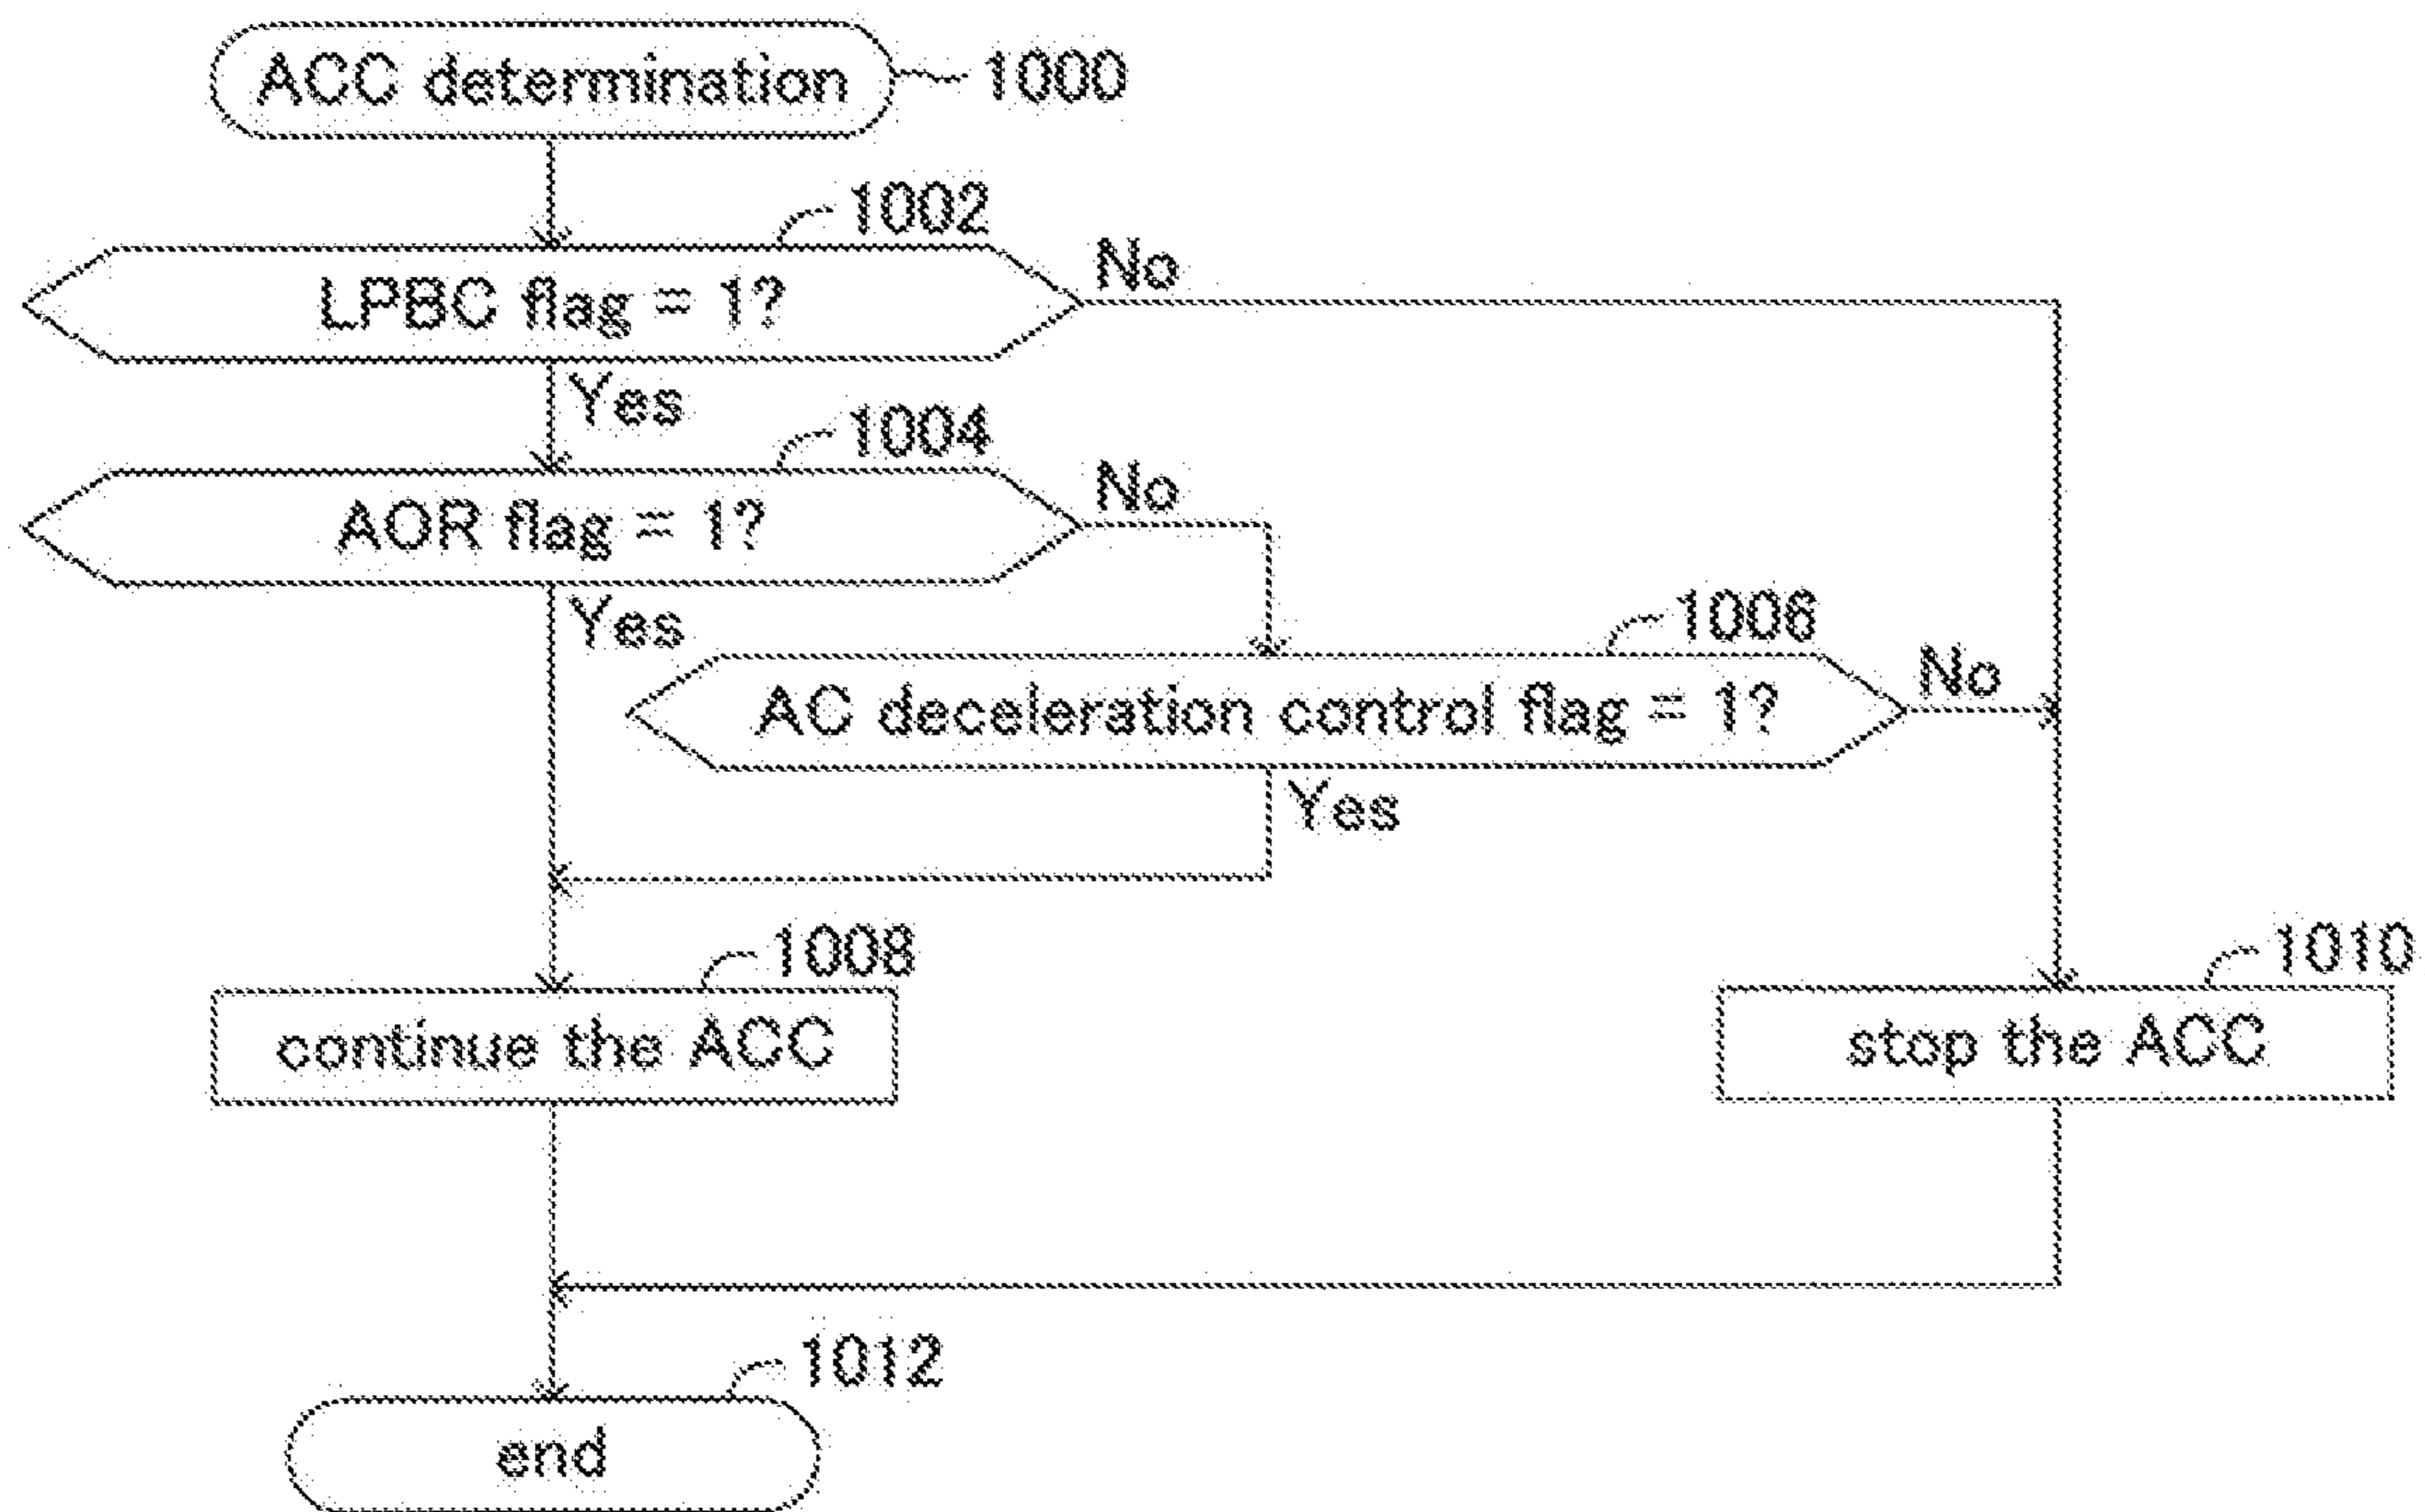 ACC determination
1000
1002
LPBC flag = 1?
No
Yes
1004
AOR flag = 1?
No
Yes
1006
AC deceleration control flag = 1?
No
Yes
1008
continue the ACC
1010
stop the ACC
1012
end